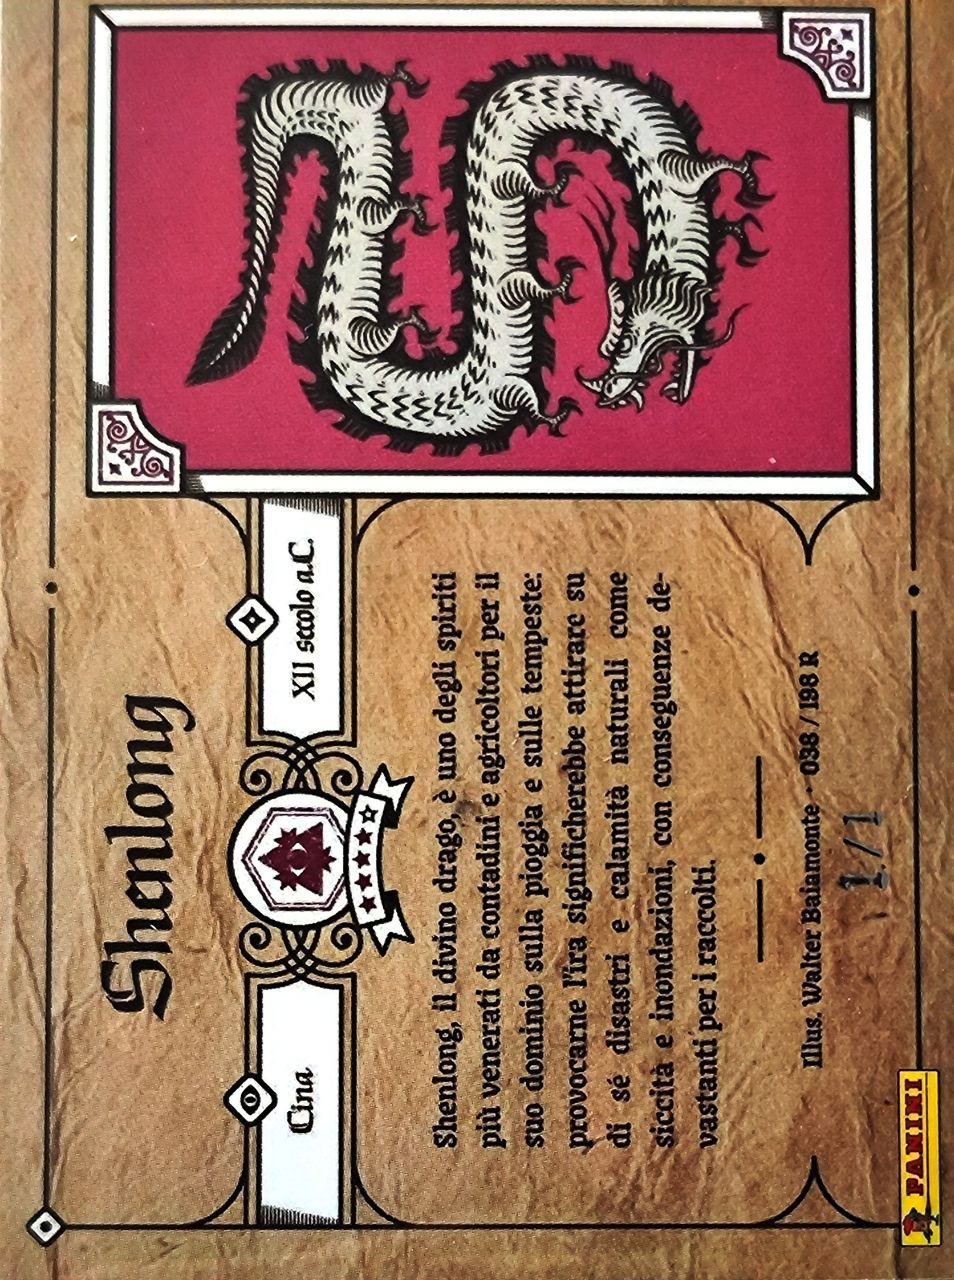 Shenlong
Cina
XII secolo a.C.
Shenlong, il divino drago, è uno degli spiriti
più venerati da contadini e agricoltori per il
suo dominio sulla pioggia e sulle tempeste:
provocarne l'ira significherebbe attirare su
di sé disastri e calamità naturali come
siccità e inondazioni, con conseguenze de-
vastanti per i raccolti.
Illus. Walter Baiamonte · 038 / 198 R
1/1
PANINI